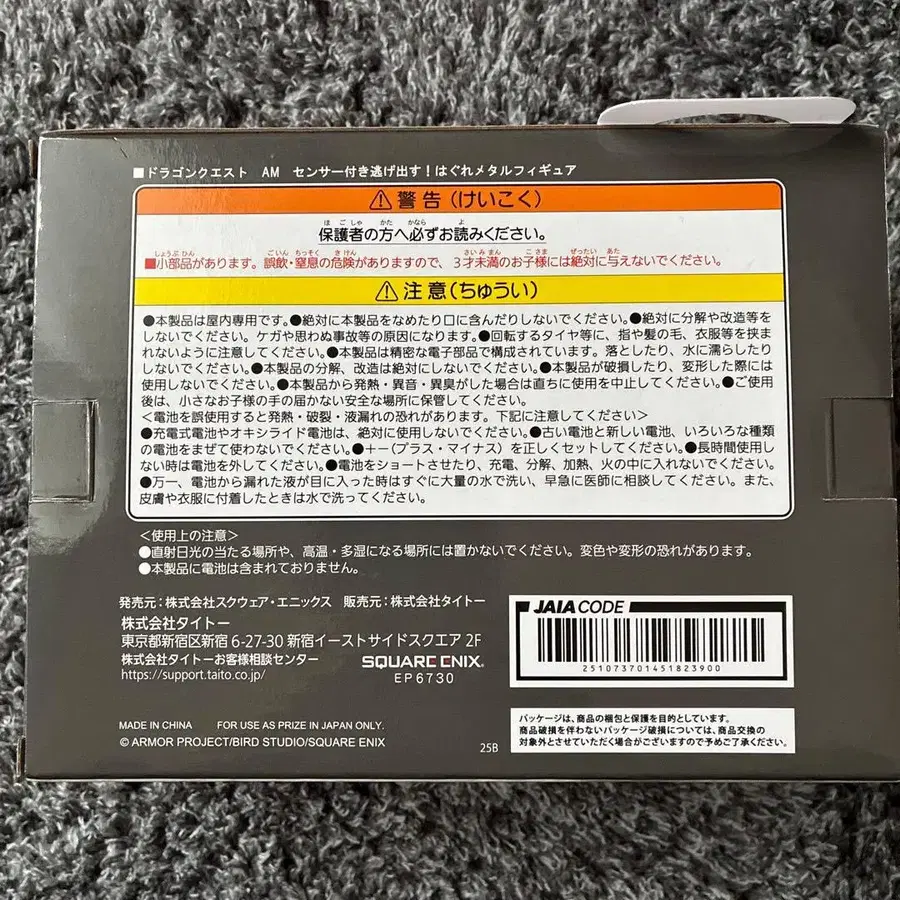 ■ドラゴンクエスト AM センサー付き逃げ出す!はぐれメタルフィギュア
⚠警告(けいこく)
保護者の方へ必ずお読みください。
■小部品があります。誤飲・窒息の危険がありますので、3才未満のお子様には絶対に与えないでください。
⚠注意(ちゅうい)
●本製品は屋内専用です。●絶対に本製品をなめたり口に含んだりしないでください。●絶対に分解や改造等を
しないでください。ケガや思わぬ事故等の原因になります。●回転するタイヤ等に、指や髪の毛、衣服等を挟ま
れないように注意してください。●本製品は精密な電子部品で構成されています。落としたり、水に濡らしたり
しないでください。●本製品の分解、改造は絶対にしないでください。●本製品が破損したり、変形した際には
使用しないでください。●本製品から発熱・異音・異臭がした場合は直ちに使用を中止してください。●ご使用
後は、小さなお子様の手の届かない安全な場所に保管してください。
<電池を誤使用すると発熱・破裂・液漏れの恐れがあります。下記に注意してください>
●充電式電池やオキシライド電池は、絶対に使用しないでください。●古い電池と新しい電池、いろいろな種類
の電池をまぜて使わないでください。●+-(プラス・マイナス)を正しくセットしてください。●長時間使用し
ない時は電池を外してください。●電池をショートさせたり、充電、分解、加熱、火の中に入れないでください。
●万一、電池から漏れた液が目に入った時はすぐに大量の水で洗い、早急に医師に相談してください。また、
皮膚や衣服に付着したときは水で洗ってください。
<使用上の注意>
●直射日光の当たる場所や、高温・多湿になる場所には置かないでください。変色や変形の恐れがあります。
●本製品に電池は含まれておりません。
発売元:株式会社スクウェア・エニックス 販売元:株式会社タイトー
株式会社タイトー
東京都新宿区新宿 6-27-30 新宿イーストサイドスクエア 2F
株式会社タイトーお客様相談センター
https://support.taito.co.jp/
SQUARE ENIX.
EP6730
JAIA CODE
251073701451823900
MADE IN CHINA FOR USE AS PRIZE IN JAPAN ONLY.
© ARMOR PROJECT/BIRD STUDIO/SQUARE ENIX
25B
パッケージは、商品の梱包と保護を目的としています。
商品破損を伴わないパッケージ破損については、商品交換の
対象外とさせていただく場合がございますので予めご了承ください。